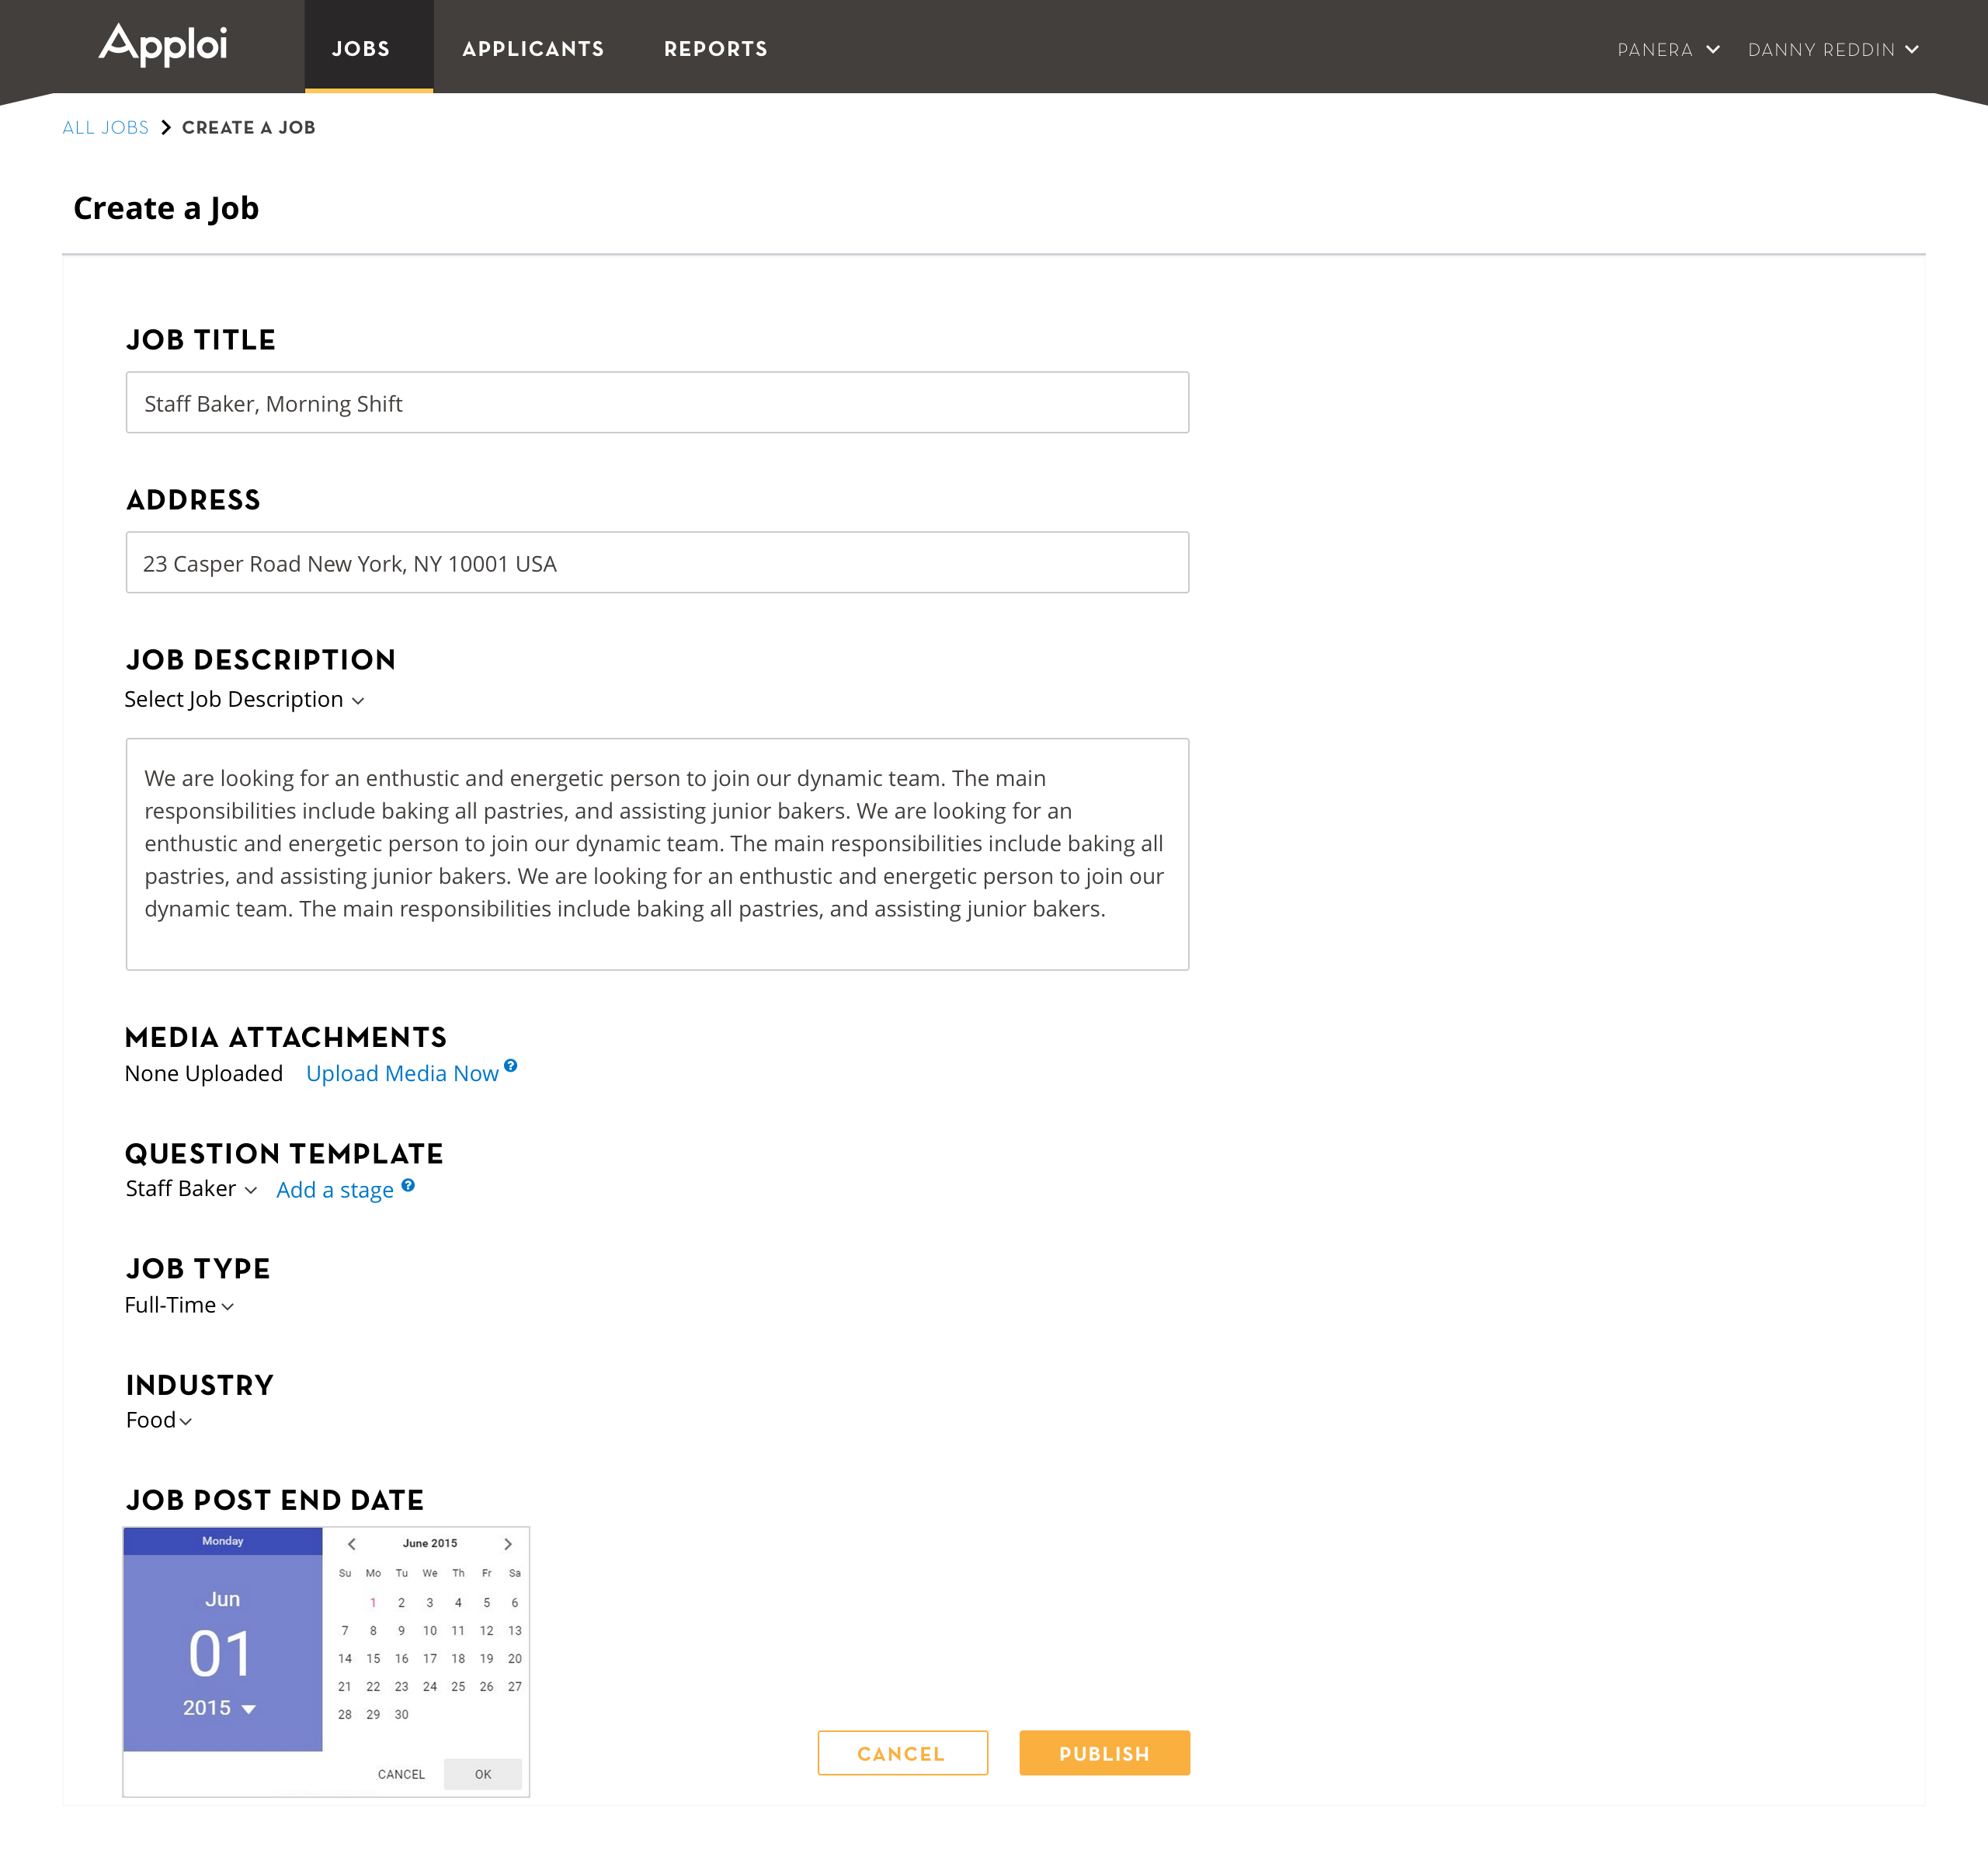 Apploi
JOBS
APPLICANTS
REPORTS
PANERA
DANNY REDDIN
ALL JOBS > CREATE A JOB
Create a Job
JOB TITLE
Staff Baker, Morning Shift
ADDRESS
23 Casper Road New York, NY 10001 USA
JOB DESCRIPTION
Select Job Description
We are looking for an enthustic and energetic person to join our dynamic team. The main
responsibilities include baking all pastries, and assisting junior bakers. We are looking for an
enthustic and energetic person to join our dynamic team. The main responsibilities include baking all
pastries, and assisting junior bakers. We are looking for an enthustic and energetic person to join our
dynamic team. The main responsibilities include baking all pastries, and assisting junior bakers.
MEDIA ATTACHMENTS
None Uploaded Upload Media Now ?
QUESTION TEMPLATE
Staff Baker Add a stage ?
JOB TYPE
Full-Time
INDUSTRY
Food
JOB POST END DATE
Monday
Jun
01
2015
June 2015
Su Mo Tu We Th Fr Sa
1 2 3 4 5 6
7 8 9 10 11 12 13
14 15 16 17 18 19 20
21 22 23 24 25 26 27
28 29 30
CANCEL OK
CANCEL
PUBLISH